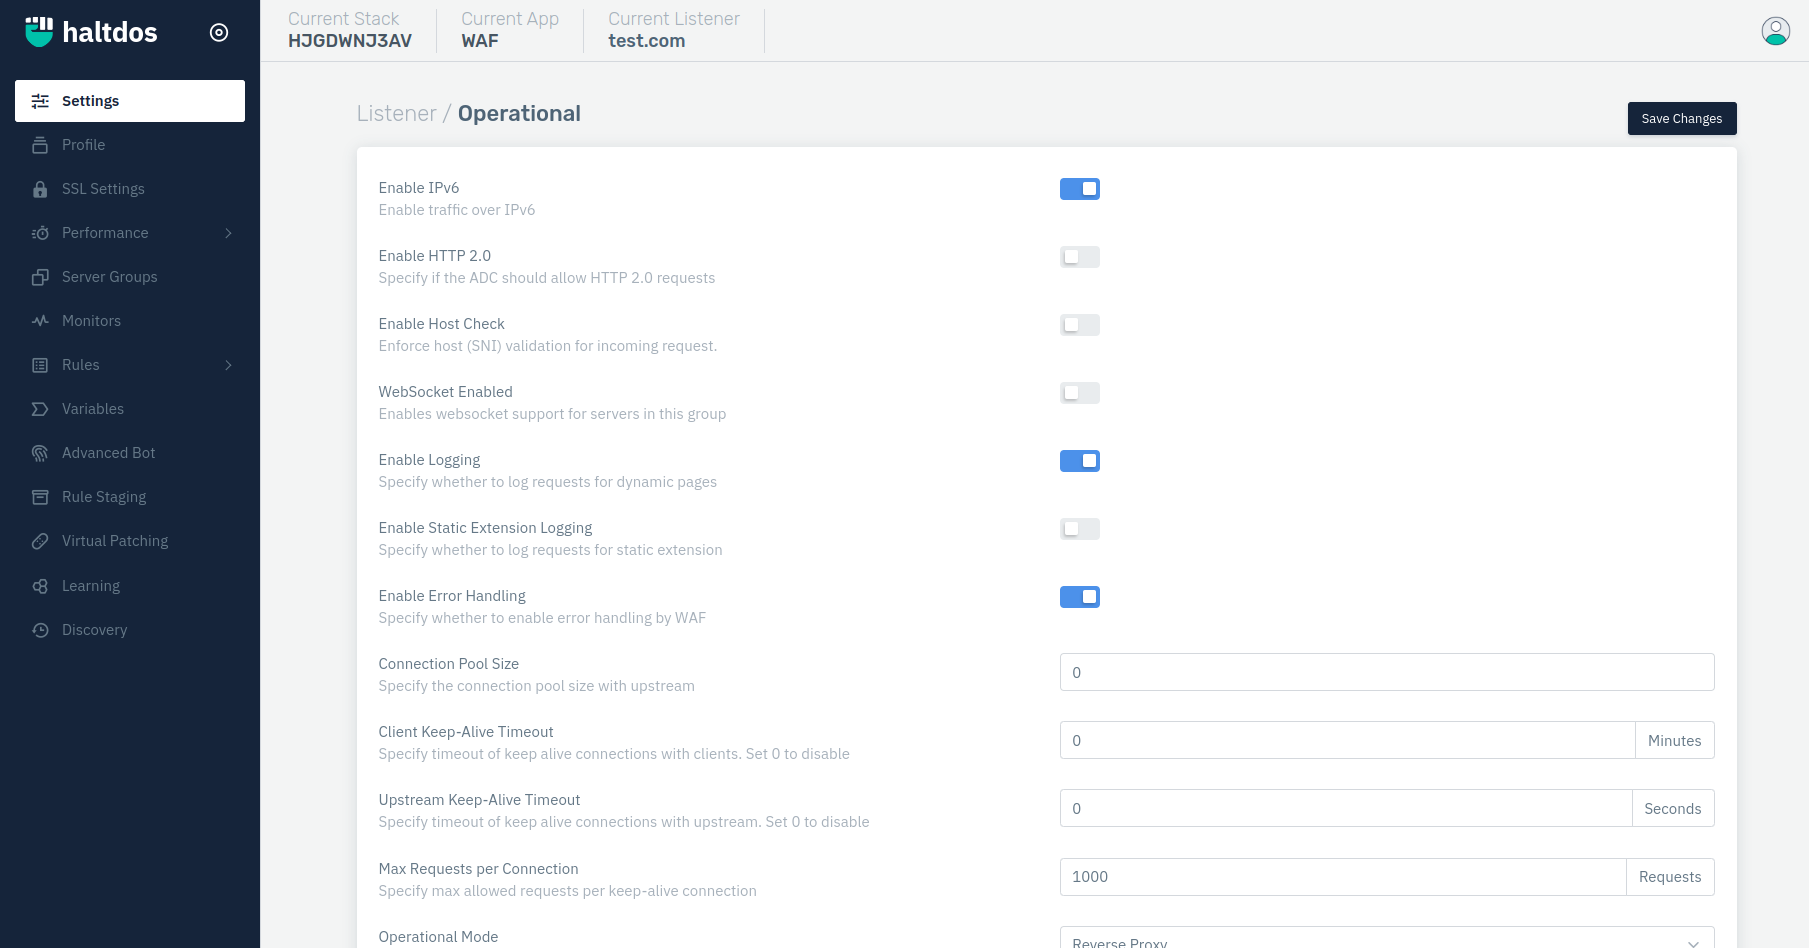 haltdos
Current Stack
HJGDWNJ3AV
Current App
WAF
Current Listener
test.com
Settings
Profile
SSL Settings
Performance
Server Groups
Monitors
Rules
Variables
Advanced Bot
Rule Staging
Virtual Patching
Learning
Discovery
Listener / Operational
Save Changes
Enable IPv6
Enable traffic over IPv6
Enable HTTP 2.0
Specify if the ADC should allow HTTP 2.0 requests
Enable Host Check
Enforce host (SNI) validation for incoming request.
WebSocket Enabled
Enables websocket support for servers in this group
Enable Logging
Specify whether to log requests for dynamic pages
Enable Static Extension Logging
Specify whether to log requests for static extension
Enable Error Handling
Specify whether to enable error handling by WAF
Connection Pool Size
Specify the connection pool size with upstream
0
Client Keep-Alive Timeout
Specify timeout of keep alive connections with clients. Set 0 to disable
0 Minutes
Upstream Keep-Alive Timeout
Specify timeout of keep alive connections with upstream. Set 0 to disable
0 Seconds
Max Requests per Connection
Specify max allowed requests per keep-alive connection
1000 Requests
Operational Mode
Reverse Proxy